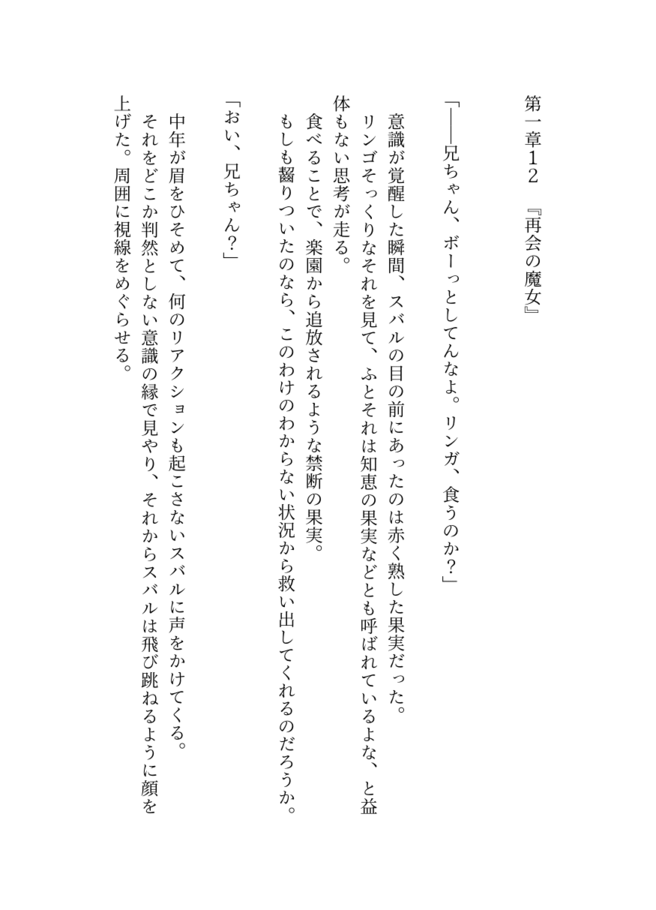 第一章１２　『再会の魔女』
「――兄ちゃん、ボーっとしてんなよ。リンガ、食うのか？」
　意識が覚醒した瞬間、スバルの目の前にあったのは赤く熟した果実だった。
　リンゴそっくりなそれを見て、ふとそれは知恵の果実などとも呼ばれているよな、と益
体もない思考が走る。
　食べることで、楽園から追放されるような禁断の果実。
　もしも齧りついたのなら、このわけのわからない状況から救い出してくれるのだろうか。
「おい、兄ちゃん？」
　中年が眉をひそめて、何のリアクションも起こさないスバルに声をかけてくる。
　それをどこか判然としない意識の縁で見やり、それからスバルは飛び跳ねるように顔を
上げた。周囲に視線をめぐらせる。